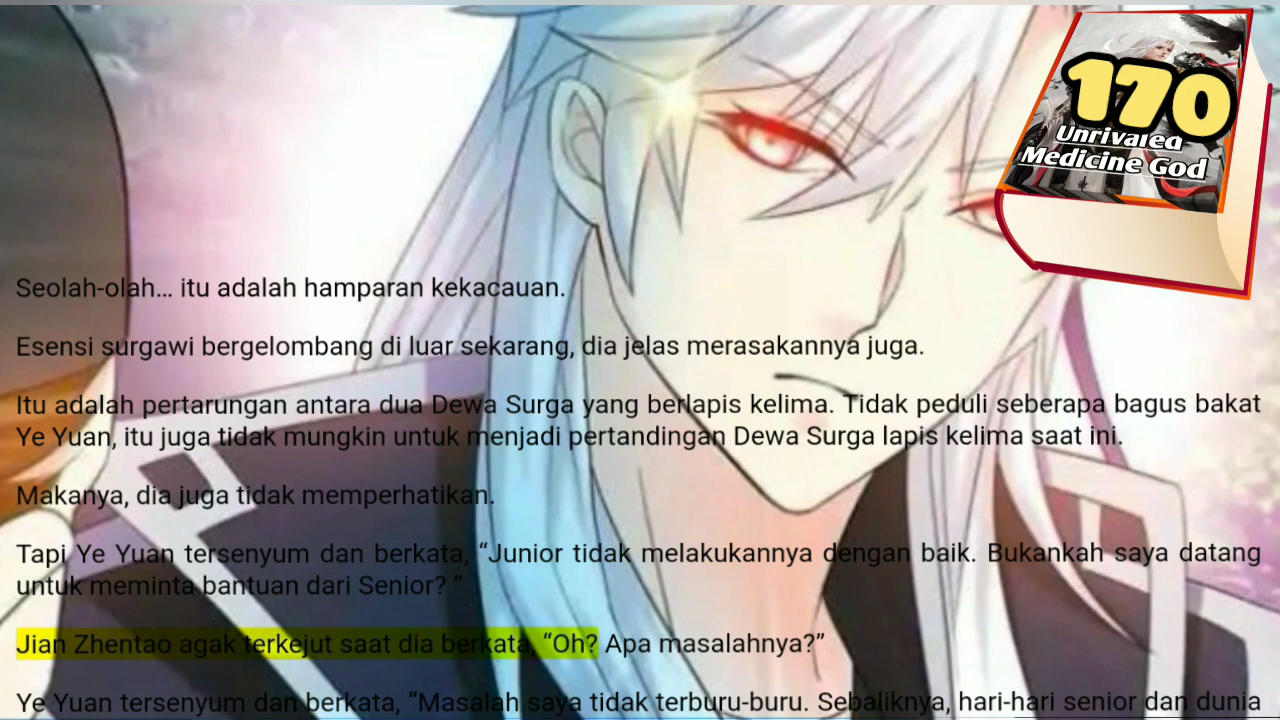 170
Unrivaled
Medicine God
Seolah-olah... itu adalah hamparan kekacauan.
Esensi surgawi bergelombang di luar sekarang, dia jelas merasakannya juga.
Itu adalah pertarungan antara dua Dewa Surga yang berlapis kelima. Tidak peduli seberapa bagus bakat
Ye Yuan, itu juga tidak mungkin untuk menjadi pertandingan Dewa Surga lapis kelima saat ini.
Makanya, dia juga tidak memperhatikan.
Tapi Ye Yuan tersenyum dan berkata, “Junior tidak melakukannya dengan baik. Bukankah saya datang
untuk meminta bantuan dari Senior? ”
Jian Zhentao agak terkejut saat dia berkata, “Oh? Apa masalahnya?”
Ye Yuan tersenyum dan berkata, “Masalah saya tidak terburu-buru. Sebaliknya, hari-hari senior dan dunia